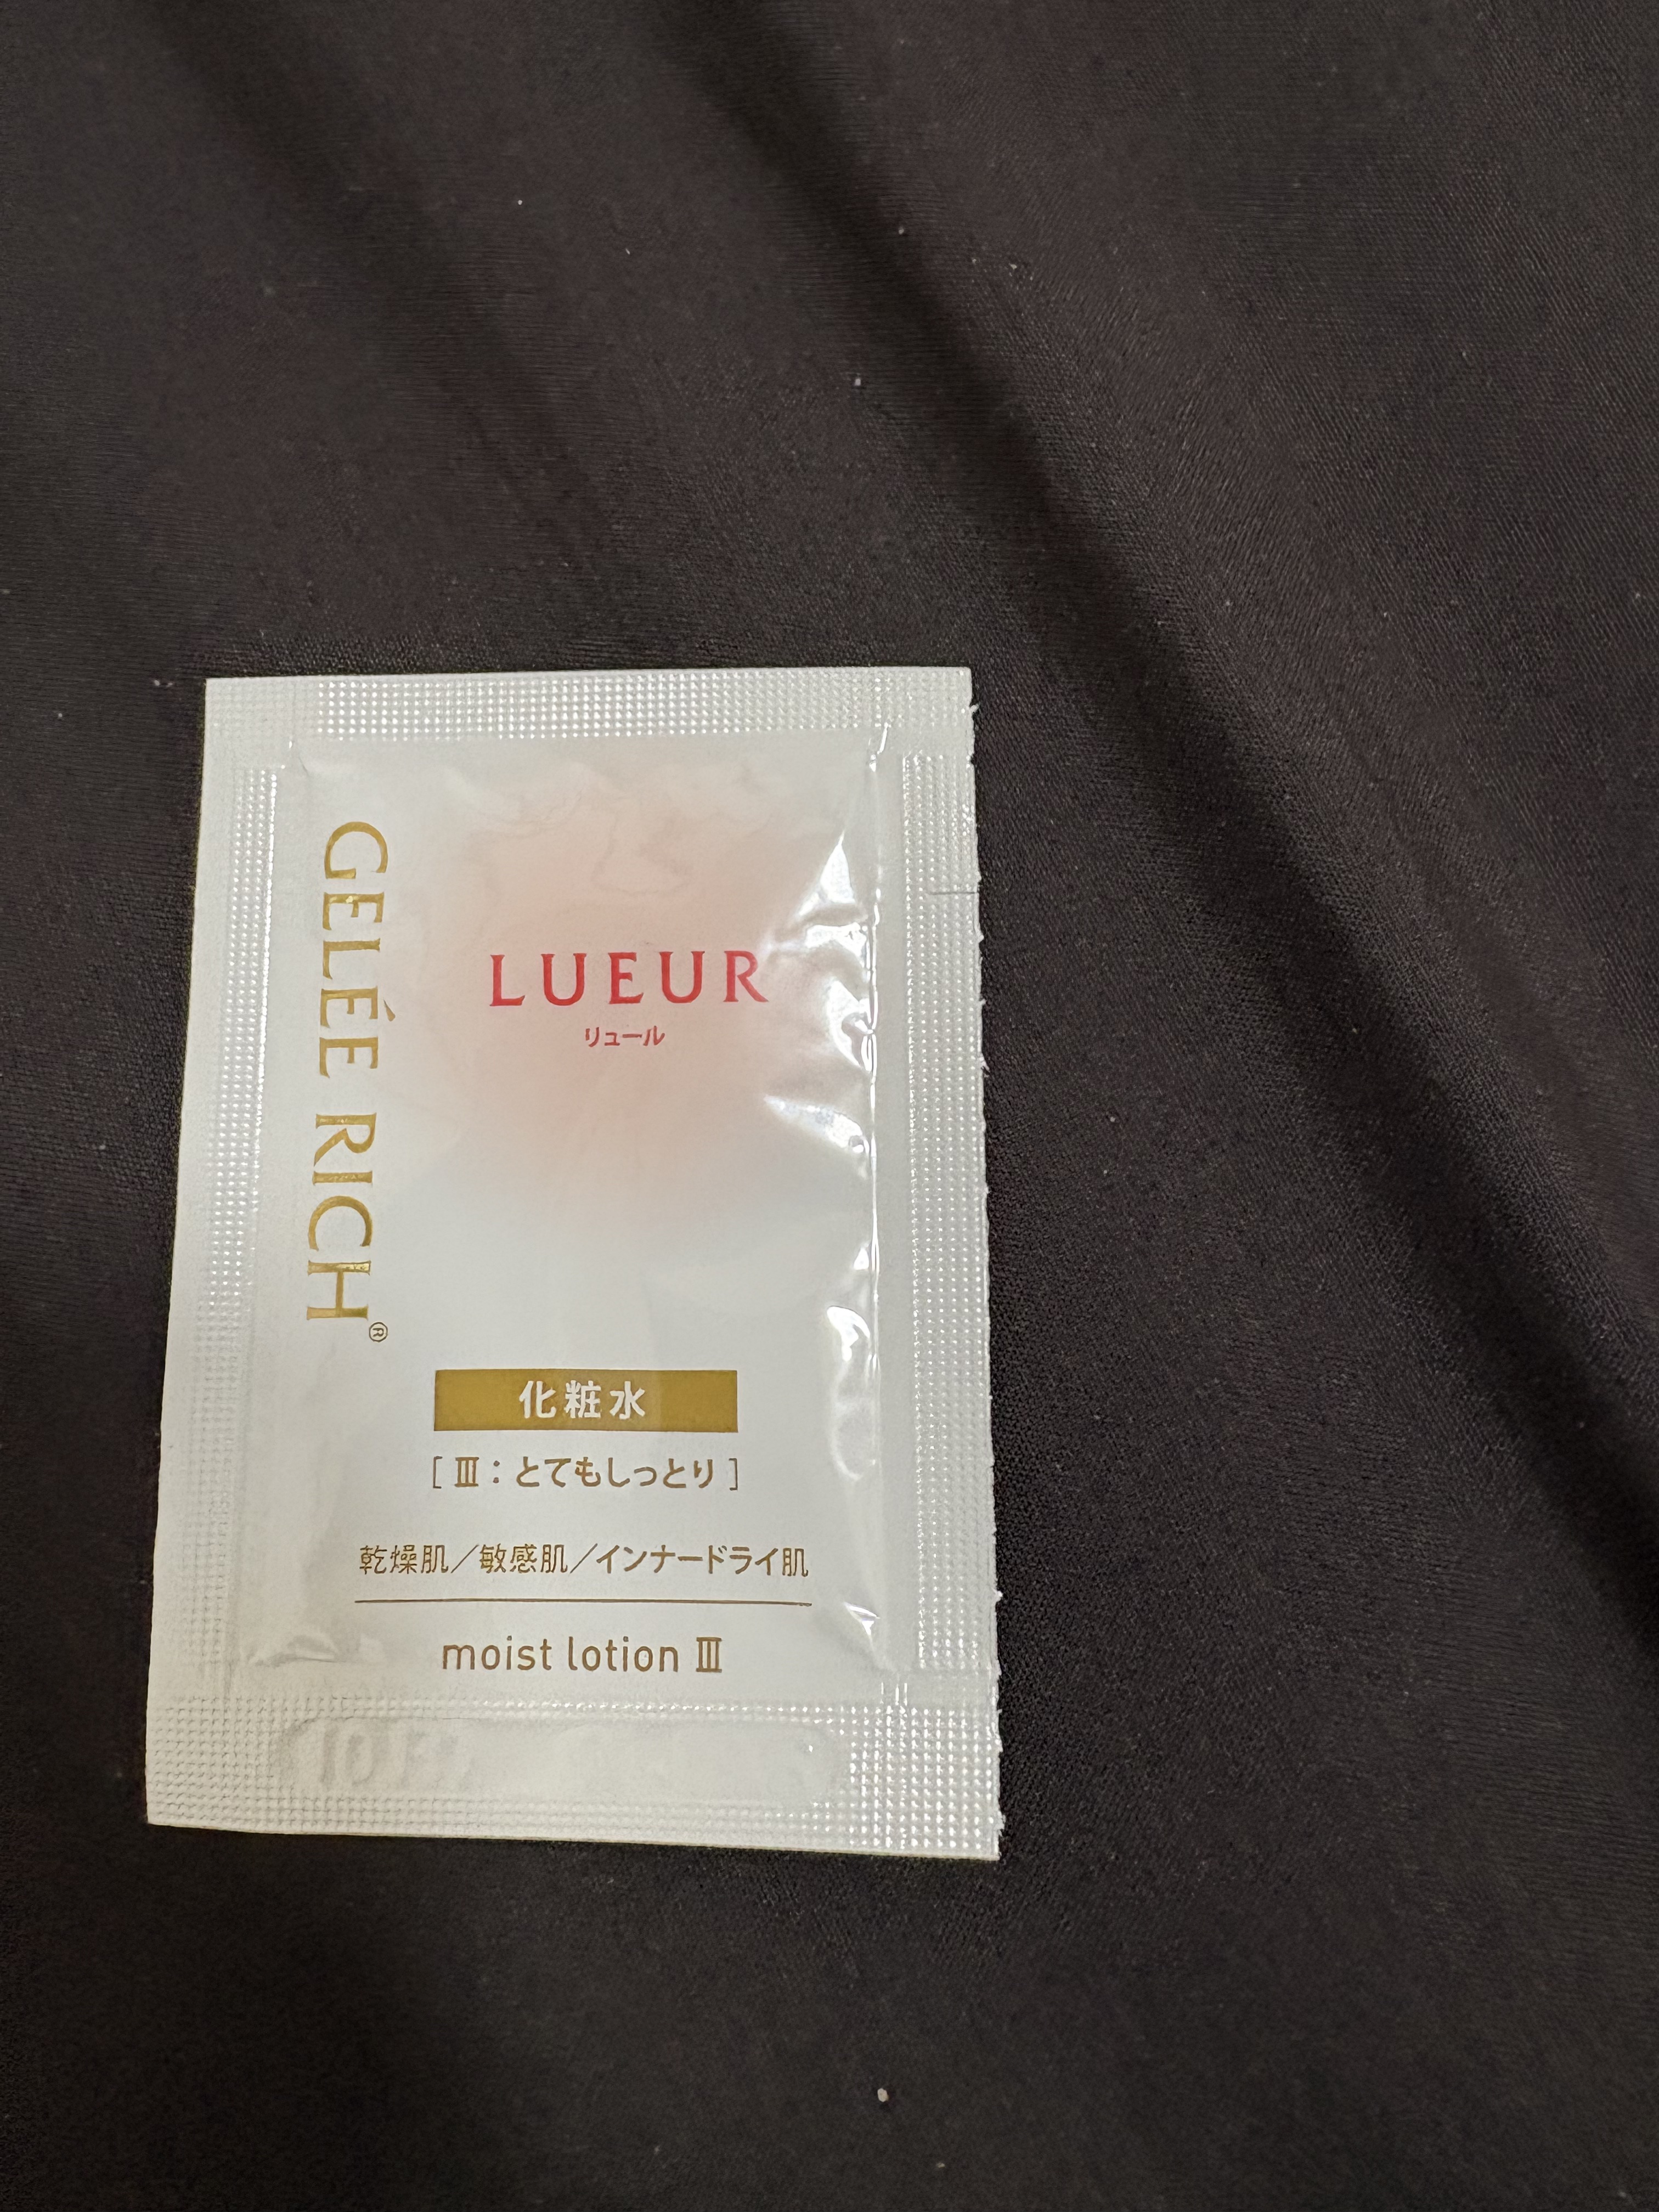 GELÉE RICH®
LUEUR
リュール
化粧水
[ Ⅲ：とてもしっとり ]
乾燥肌／敏感肌／インナードライ肌
moist lotion Ⅲ